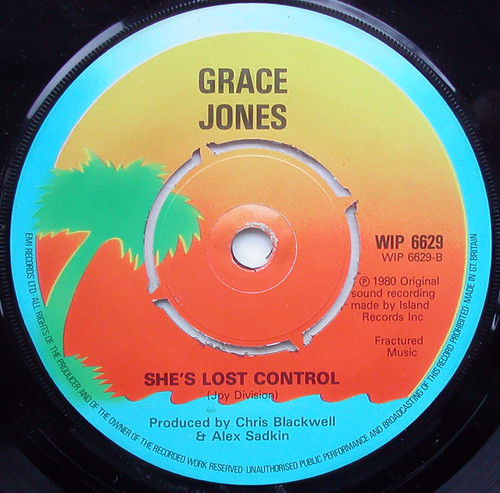 GRACE
JONES
WIP 6629
WIP 6629-B
℗ 1980 Original
sound recording
made by Island
Records Inc
Fractured
Music
SHE'S LOST CONTROL
(Joy Division)
Produced by Chris Blackwell
& Alex Sadkin
EMI RECORDS LTD · ALL RIGHTS OF THE PRODUCER AND OF THE OWNER OF THE RECORDED WORK RESERVED · UNAUTHORISED PUBLIC PERFORMANCE AND BROADCASTING OF THIS RECORD PROHIBITED · MADE IN GT. BRITAIN